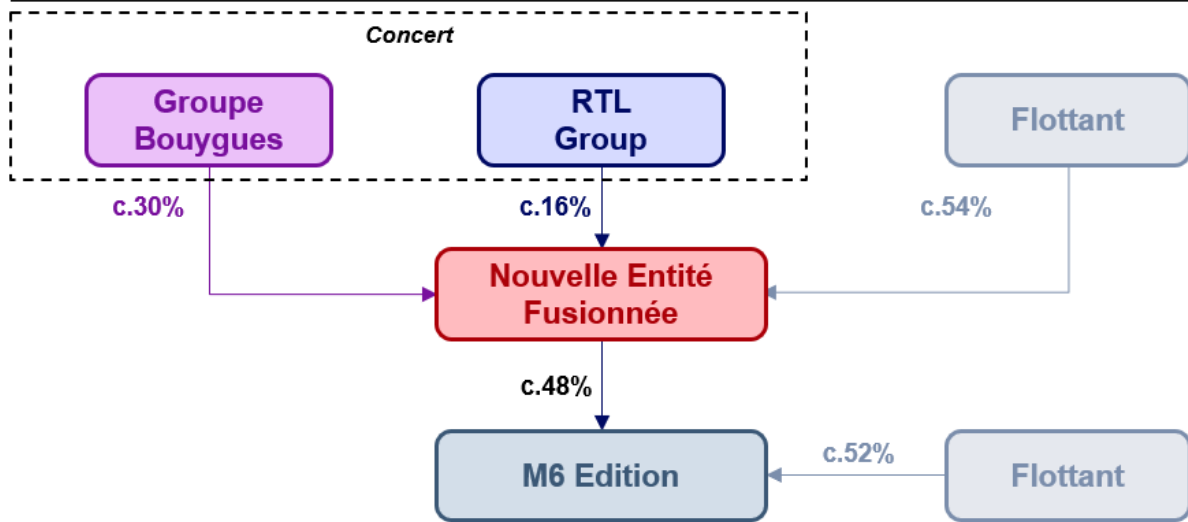 Concert
Groupe
Bouygues
RTL
Group
Flottant
c.30%
c.16%
c.54%
Nouvelle Entité
Fusionnée
c.48%
M6 Edition
c.52%
Flottant